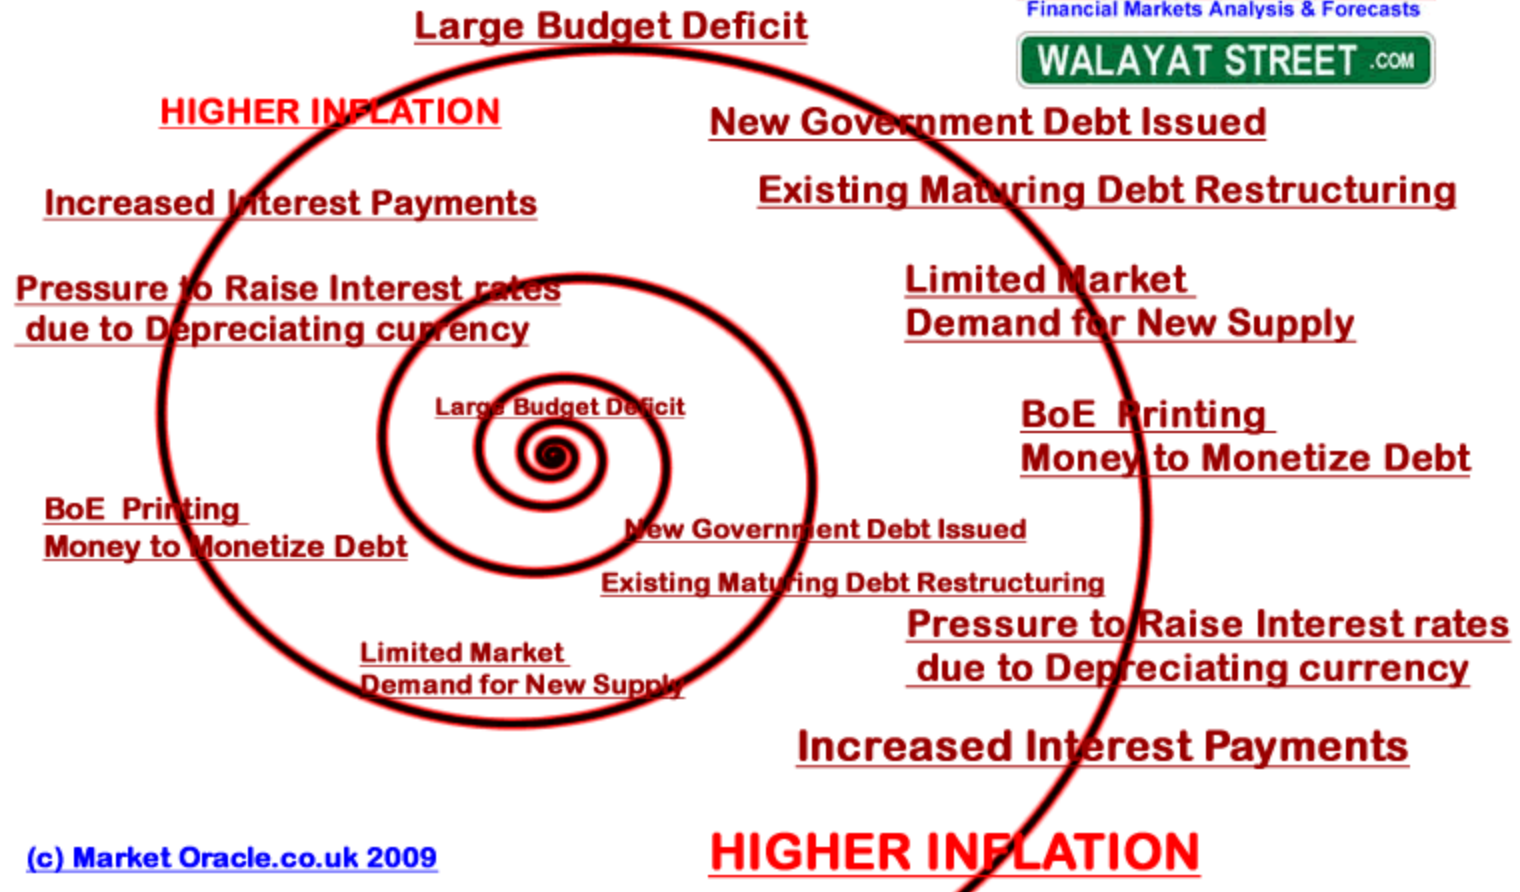 Financial Markets Analysis & Forecasts
Large Budget Deficit
WALAYAT STREET .COM
HIGHER INFLATION
New Government Debt Issued
Increased Interest Payments
Existing Maturing Debt Restructuring
Pressure to Raise Interest rates
due to Depreciating currency
Limited Market
Demand for New Supply
Large Budget Deficit
BoE Printing
Money to Monetize Debt
BoE Printing
Money to Monetize Debt
New Government Debt Issued
Existing Maturing Debt Restructuring
Limited Market
Demand for New Supply
Pressure to Raise Interest rates
due to Depreciating currency
Increased Interest Payments
HIGHER INFLATION
(c) Market Oracle.co.uk 2009